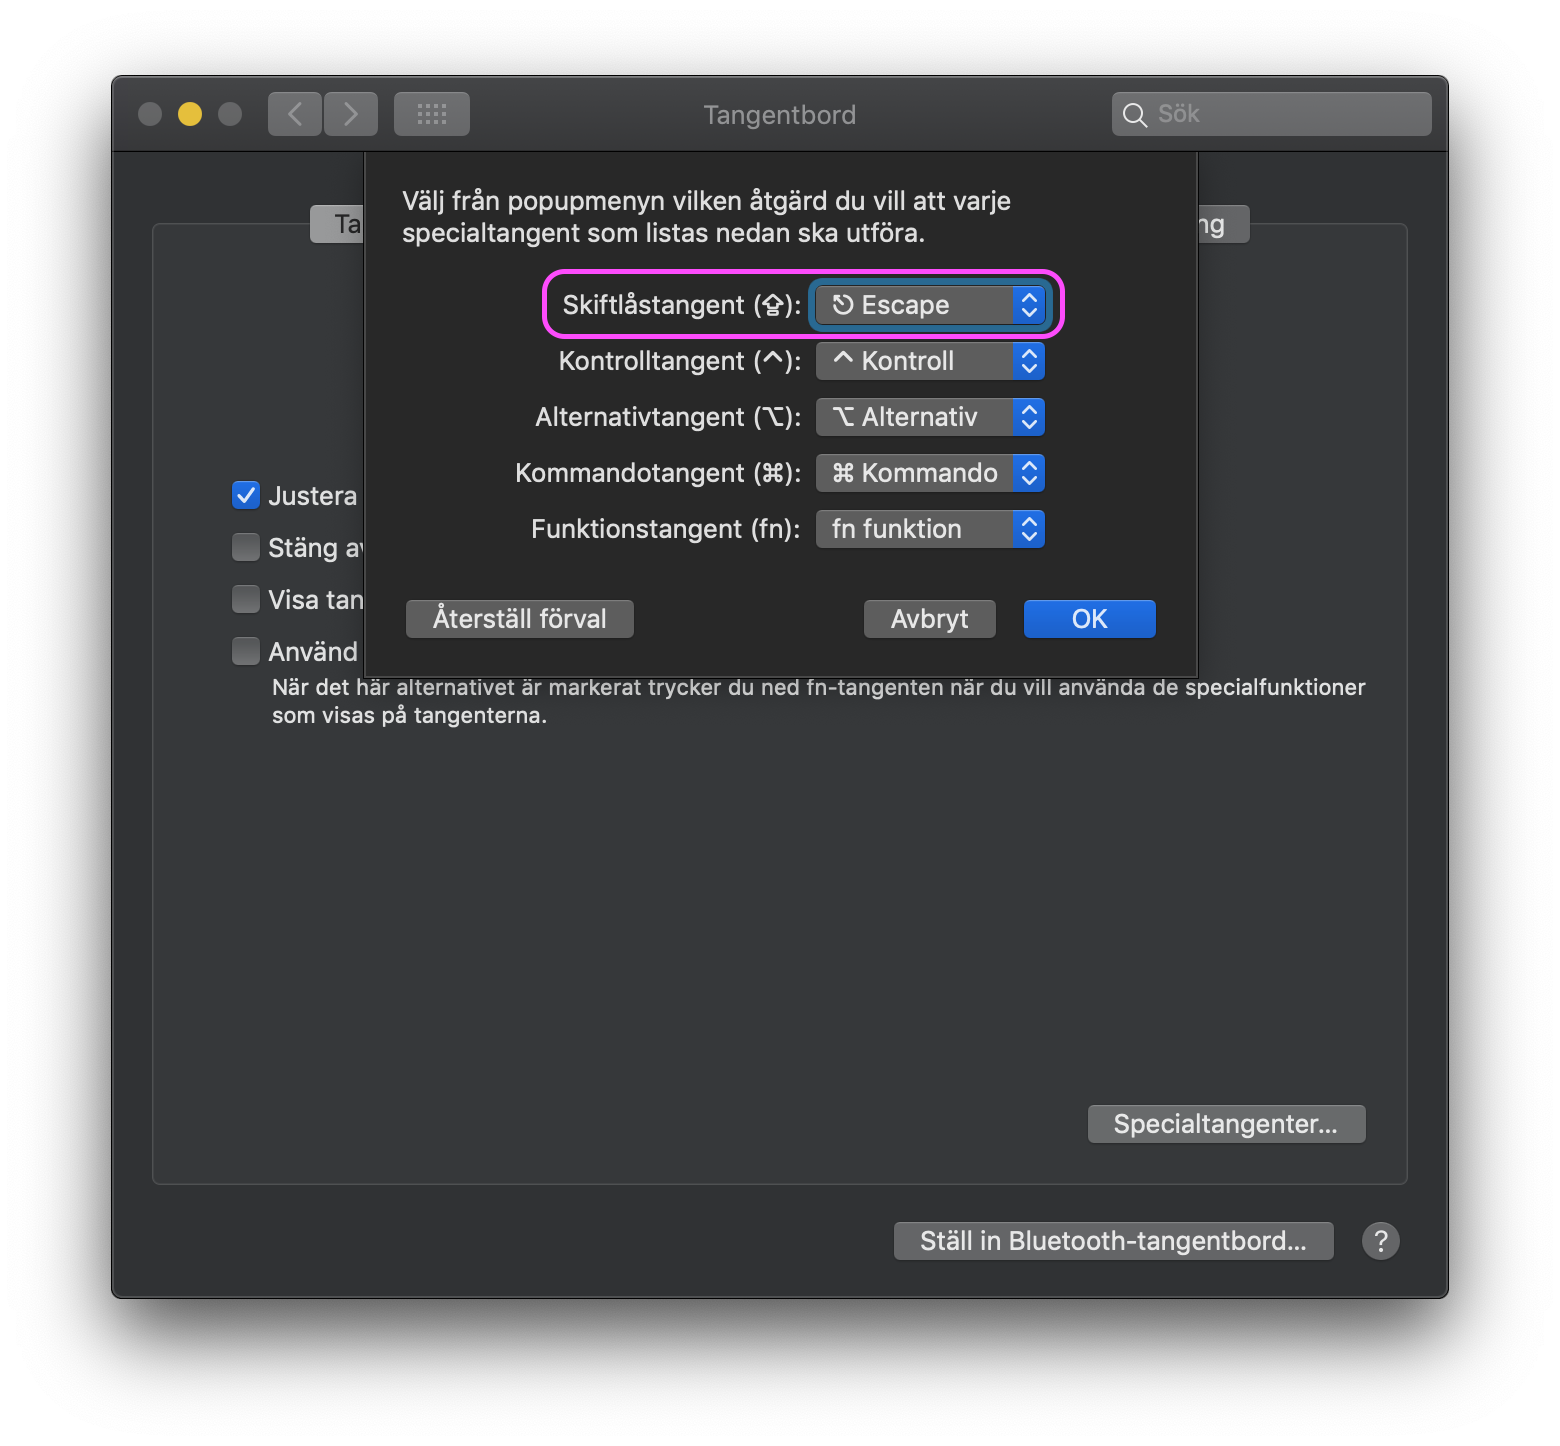 Tangentbord
Sök
Välj från popupmenyn vilken åtgärd du vill att varje
specialtangent som listas nedan ska utföra.
Skiftlåstangent (⇪): ⎋ Escape
Kontrolltangent (^): ^ Kontroll
Alternativtangent (⌥): ⌥ Alternativ
Kommandotangent (⌘): ⌘ Kommando
Funktionstangent (fn): fn funktion
Återställ förval
Avbryt
OK
Ta
ng
Justera
Stäng av
Visa tan
Använd
När det här alternativet är markerat trycker du ned fn-tangenten när du vill använda de specialfunktioner
som visas på tangenterna.
Specialtangenter...
Ställ in Bluetooth-tangentbord...
?